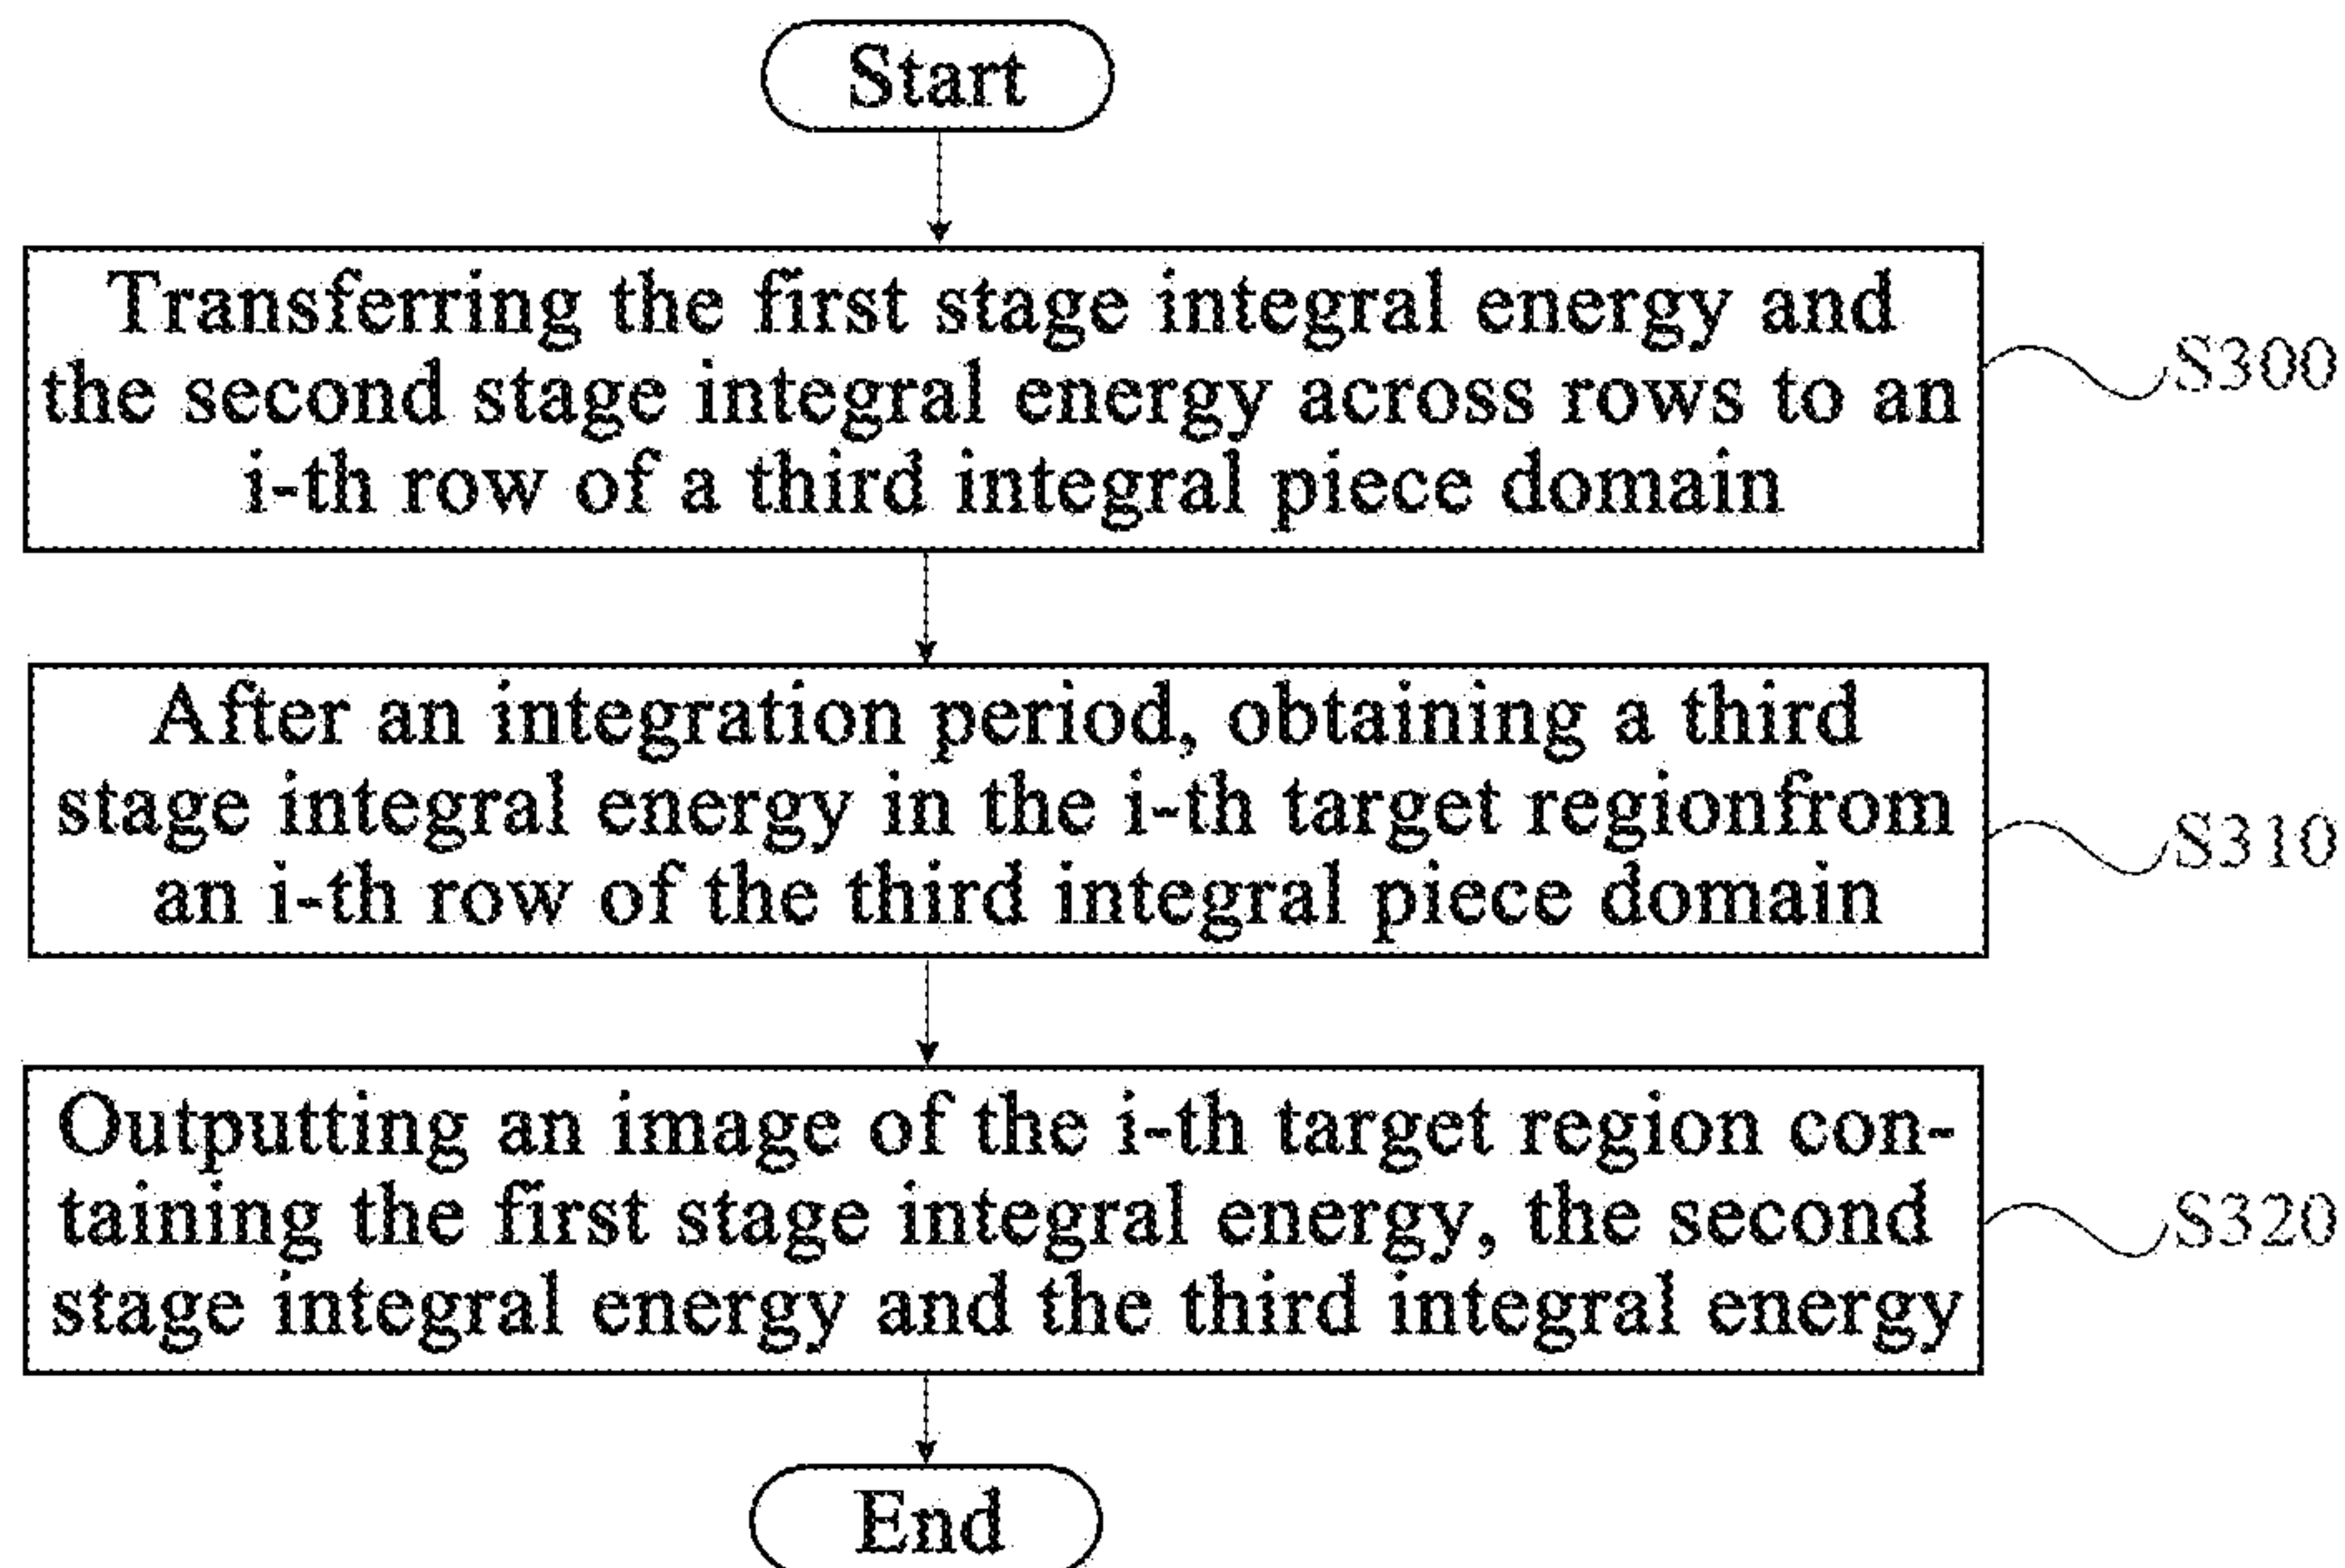 Start
Transferring the first stage integral energy and
the second stage integral energy across rows to an
i-th row of a third integral piece domain
S300
After an integration period, obtaining a third
stage integral energy in the i-th target regionfrom
an i-th row of the third integral piece domain
S310
Outputting an image of the i-th target region con-
taining the first stage integral energy, the second
stage integral energy and the third integral energy
S320
End